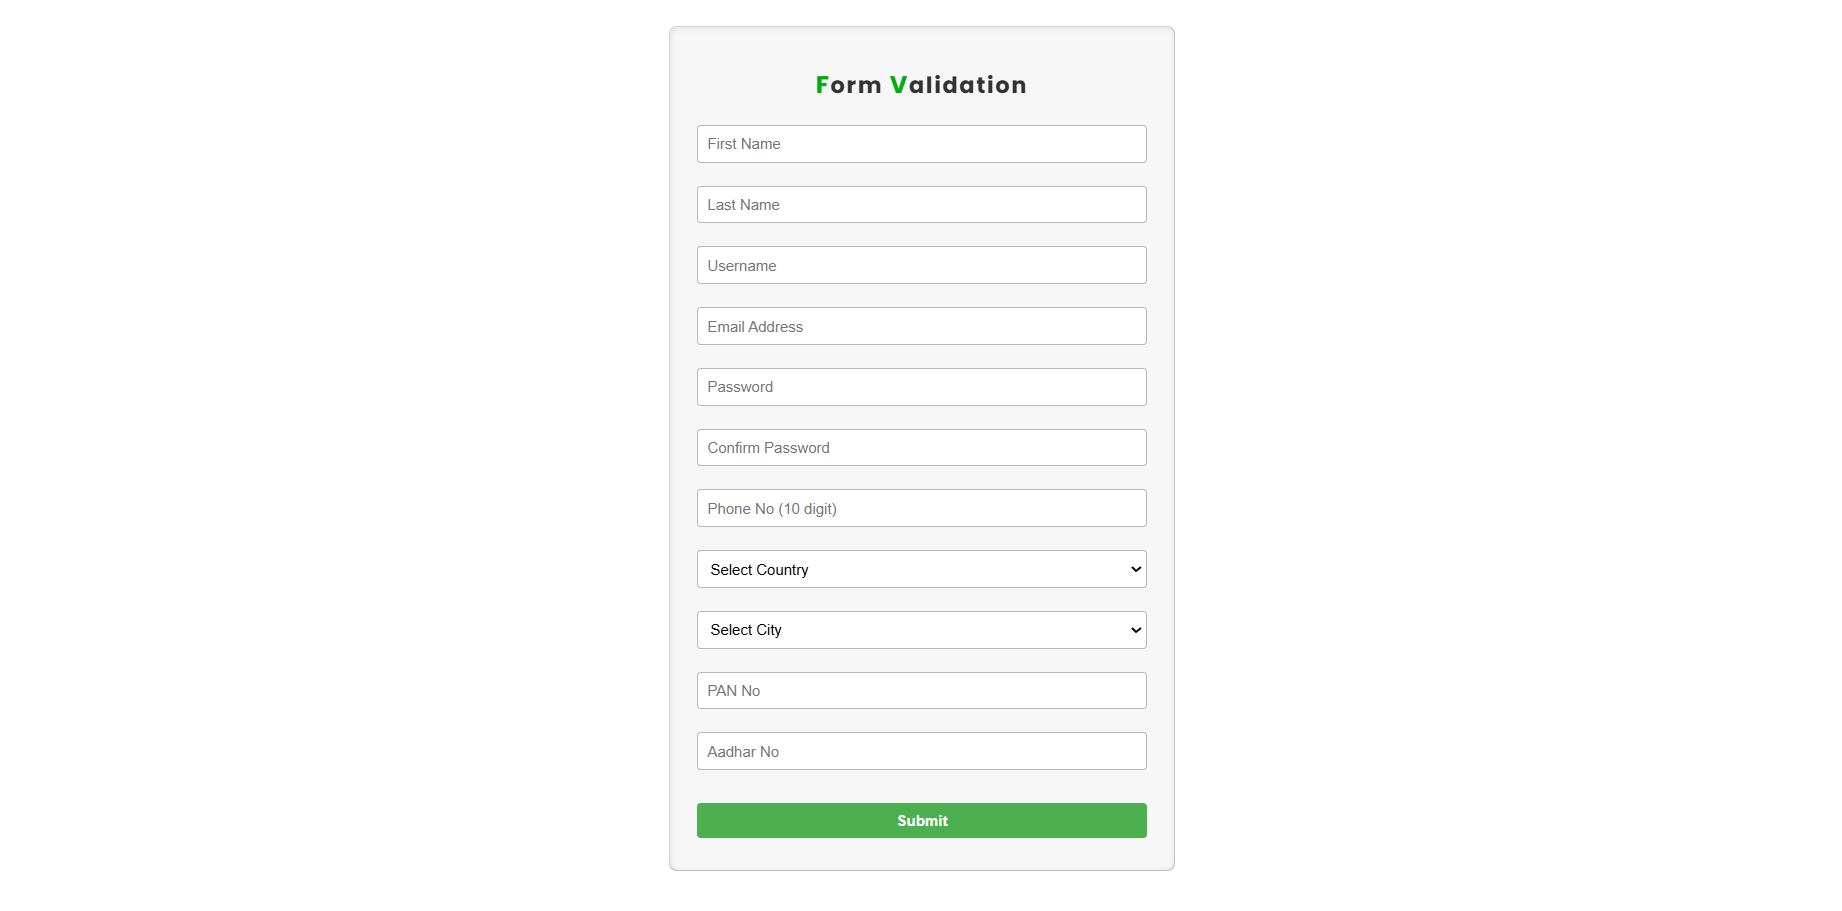 Form Validation
First Name
Last Name
Username
Email Address
Password
Confirm Password
Phone No (10 digit)
Select Country
Select City
PAN No
Aadhar No
Submit